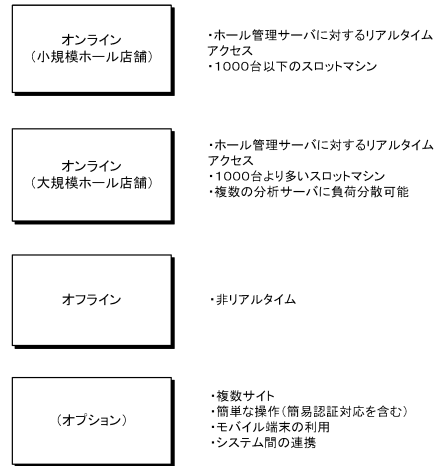 オンライン
(小規模ホール店舗)
・ホール管理サーバに対するリアルタイム
アクセス
・1000台以下のスロットマシン
オンライン
(大規模ホール店舗)
・ホール管理サーバに対するリアルタイム
アクセス
・1000台より多いスロットマシン
・複数の分析サーバに負荷分散可能
オフライン
・非リアルタイム
(オプション)
・複数サイト
・簡単な操作(簡易認証対応を含む)
・モバイル端末の利用
・システム間の連携